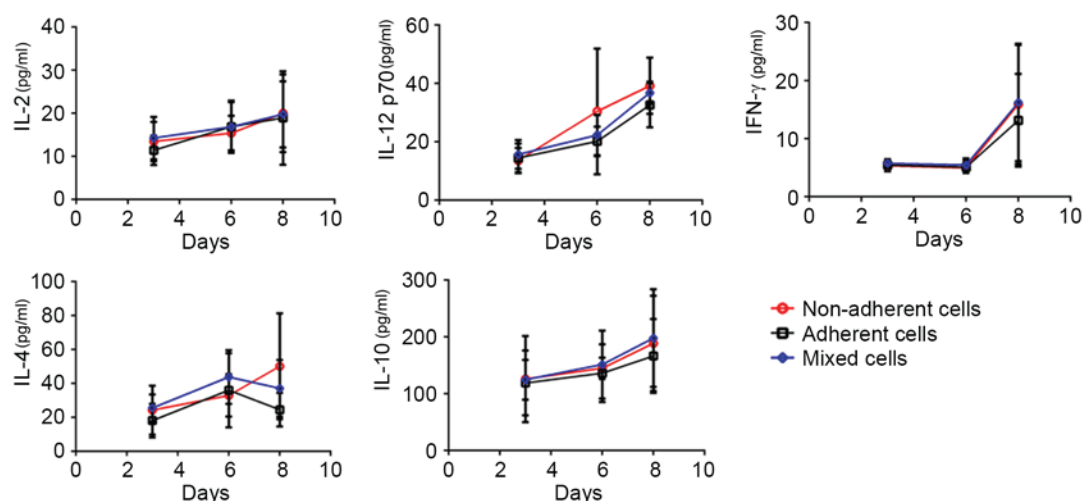 IL-2 (pg/ml)
40
30
20
10
0
0 2 4 6 8 10
Days
IL-12 p70 (pg/ml)
60
40
20
0
0 2 4 6 8 10
Days
IFN-γ (pg/ml)
30
20
10
0
0 2 4 6 8 10
Days
IL-4 (pg/ml)
100
80
60
40
20
0
0 2 4 6 8 10
Days
IL-10 (pg/ml)
300
200
100
0
0 2 4 6 8 10
Days
Non-adherent cells
Adherent cells
Mixed cells